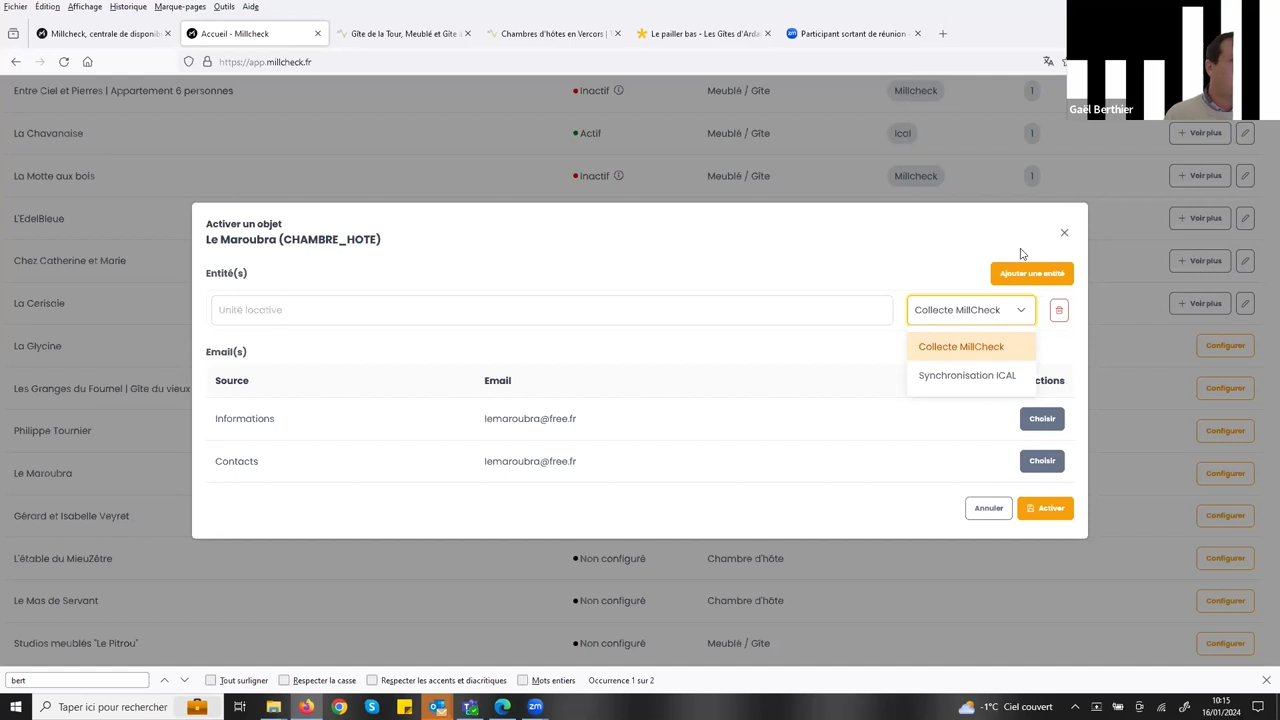 Fichier Édition Affichage Historique Marque-pages Outils Aide
Millcheck, centrale de disponib
Accueil - Millcheck
Gîte de la Tour, Meublé et Gîte
Chambres d'hôtes en Vercors | 
Le pailler bas - Les Gîtes d'Ard
Participant sortant de réunion -
https://app.millcheck.fr
Gaël Berthier
Entre Ciel et Pierres | Appartement 6 personnes Inactif Meublé / Gîte Millcheck 1
La Chavanaise Actif Meublé / Gîte Ical 1 Voir plus
La Motte aux bois Inactif Meublé / Gîte Millcheck 1 Voir plus
L'EdelBleue Voir plus
Chez Catherine et Marie Voir plus
La Cerisole Voir plus
La Glycine Configurer
Les Granges du Fournel | Gîte du vieux Configurer
Philippe Tournier Configurer
Le Maroubra Configurer
Gérard et Isabelle Veyret Configurer
L'étable du MieuZêtre Non configuré Chambre d'hôte Configurer
Le Mas de Servant Non configuré Chambre d'hôte Configurer
Studios meublés "Le Pitrou" Non configuré Meublé / Gîte Configurer
Activer un objet
Le Maroubra (CHAMBRE_HOTE)
Entité(s)
Ajouter une entité
Unité locative
Collecte MillCheck
Collecte MillCheck
Synchronisation ICAL
Email(s)
Source Email ctions
Informations lemaroubra@free.fr Choisir
Contacts lemaroubra@free.fr Choisir
Annuler Activer
bert Tout surligner Respecter la casse Respecter les accents et diacritiques Mots entiers Occurrence 1 sur 2
Taper ici pour rechercher
-1°C Ciel couvert
10:15
16/01/2024